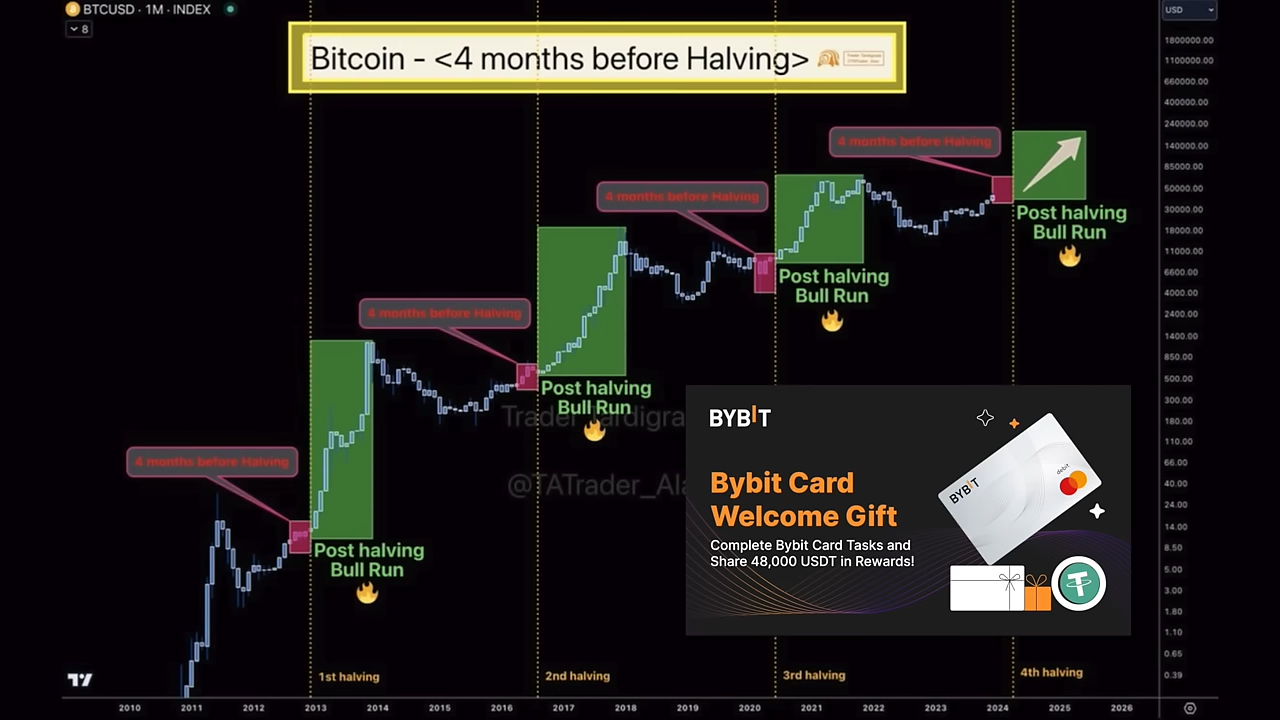 BTCUSD · 1M · INDEX
8
USD
Bitcoin - <4 months before Halving>
1800000.00
1100000.00
660000.00
400000.00
240000.00
140000.00
85000.00
50000.00
30000.00
18000.00
11000.00
6600.00
4000.00
2400.00
1400.00
850.00
500.00
300.00
180.00
110.00
66.00
40.00
24.00
14.00
8.50
5.00
3.00
1.80
1.10
0.65
0.39
4 months before Halving
Post halving
Bull Run
4 months before Halving
Post halving
Bull Run
4 months before Halving
Post halving
Bull Run
4 months before Halving
Post halving
Bull Run
@TATrader_Ala
BYBIT
Bybit Card
Welcome Gift
Complete Bybit Card Tasks and
Share 48,000 USDT in Rewards!
BYBIT
debit
1st halving
2nd halving
3rd halving
4th halving
2010 2011 2012 2013 2014 2015 2016 2017 2018 2019 2020 2021 2022 2023 2024 2025 2026